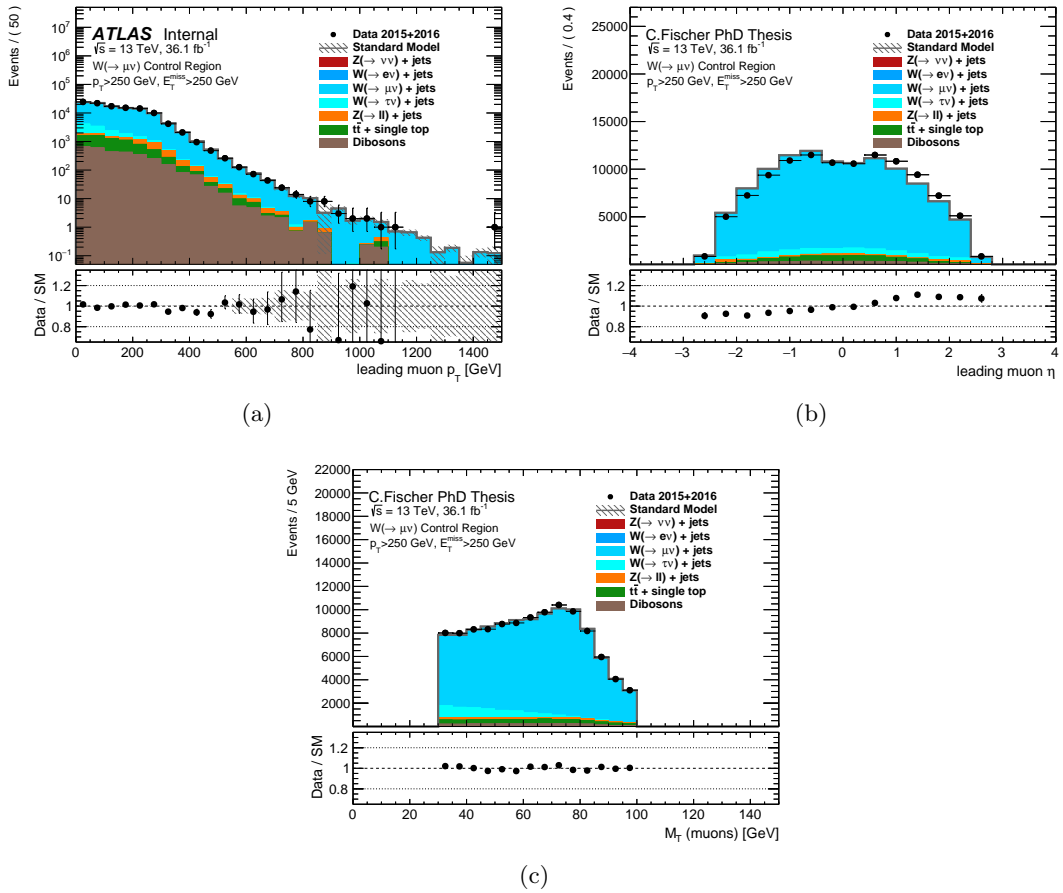 ATLAS Internal
√s = 13 TeV, 36.1 fb⁻¹
W(→ μν) Control Region
p_T>250 GeV, E_T^miss>250 GeV
Data 2015+2016
Standard Model
Z(→ νν) + jets
W(→ eν) + jets
W(→ μν) + jets
W(→ τν) + jets
Z(→ ll) + jets
tt̄ + single top
Dibosons
Events / ( 50 )
10⁷
10⁶
10⁵
10⁴
10³
10²
10
1
10⁻¹
Data / SM
1.2
1
0.8
0 200 400 600 800 1000 1200 1400
leading muon p_T [GeV]
(a)
C.Fischer PhD Thesis
√s = 13 TeV, 36.1 fb⁻¹
W(→ μν) Control Region
p_T>250 GeV, E_T^miss>250 GeV
Data 2015+2016
Standard Model
Z(→ νν) + jets
W(→ eν) + jets
W(→ μν) + jets
W(→ τν) + jets
Z(→ ll) + jets
tt̄ + single top
Dibosons
Events / ( 0.4 )
25000
20000
15000
10000
5000
Data / SM
1.2
1
0.8
−4 −3 −2 −1 0 1 2 3 4
leading muon η
(b)
C.Fischer PhD Thesis
√s = 13 TeV, 36.1 fb⁻¹
W(→ μν) Control Region
p_T>250 GeV, E_T^miss>250 GeV
Data 2015+2016
Standard Model
Z(→ νν) + jets
W(→ eν) + jets
W(→ μν) + jets
W(→ τν) + jets
Z(→ ll) + jets
tt̄ + single top
Dibosons
Events / 5 GeV
22000
20000
18000
16000
14000
12000
10000
8000
6000
4000
2000
Data / SM
1.2
1
0.8
0 20 40 60 80 100 120 140
M_T (muons) [GeV]
(c)